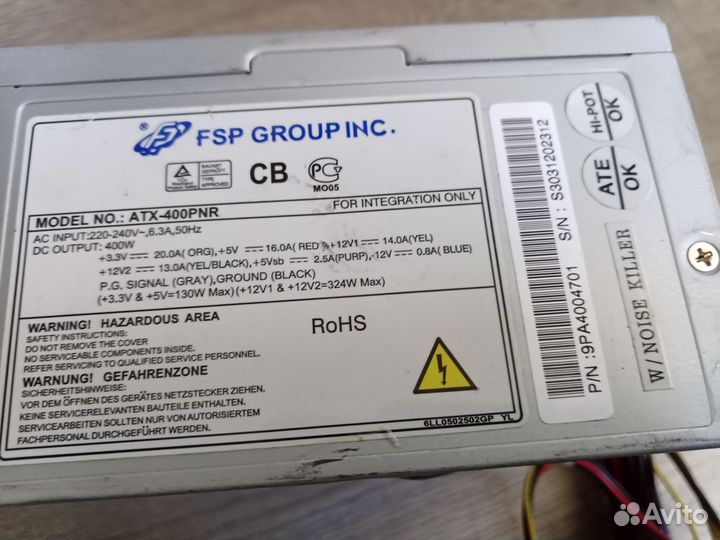 FSP GROUP INC.
CB
MO05
MODEL NO.: ATX-400PNR
FOR INTEGRATION ONLY
AC INPUT:220-240V~,6.3A,50Hz
DC OUTPUT: 400W
+3.3V ⎓ 20.0A( ORG),+5V ⎓ 16.0A( RED ),+12V1 ⎓ 14.0A(YEL)
+12V2 ⎓ 13.0A(YEL/BLACK),+5Vsb ⎓ 2.5A(PURP),-12V ⎓ 0.8A( BLUE)
P.G. SIGNAL (GRAY),GROUND (BLACK)
(+3.3V & +5V=130W Max)(+12V1 & +12V2=324W Max)
WARNING! HAZARDOUS AREA
SAFETY INSTRUCTIONS:
DO NOT REMOVE THE COVER
NO SERVICEABLE COMPONENTS INSIDE.
REFER SERVICING TO QUALIFIED SERVICE PERSONNEL.
WARNUNG! GEFAHRENZONE
SICHERHEITSHINWEISE:
DAS ÖFFNEN DES GERÄTES NETZSTECKER ZIEHEN.
KEINE SERVICERELEVANTEN BAUTEILE ENTHALTEN.
SERVICEARBEITEN SOLLTEN NUR VON AUTORISIERTEM
FACHPERSONAL DURCHGEFÜHRT WERDEN.
RoHS
6LL0502502GP YL
P/N :9PA4004701
S/N : S3031202312
HI-POT
OK
ATE
OK
W/ NOISE KILLER
Avito